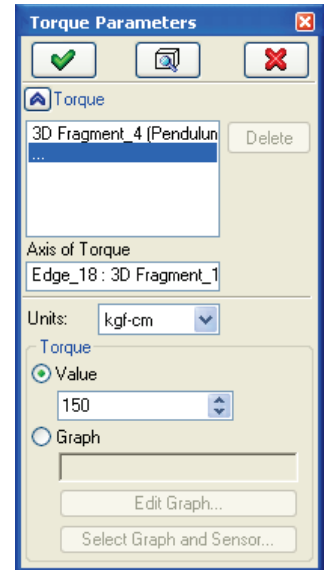 Torque Parameters
Torque
3D Fragment_4 (Pendulun
Delete
...
Axis of Torque
Edge_18 : 3D Fragment_1
Units: kgf-cm
Torque
Value
150
Graph
Edit Graph...
Select Graph and Sensor...